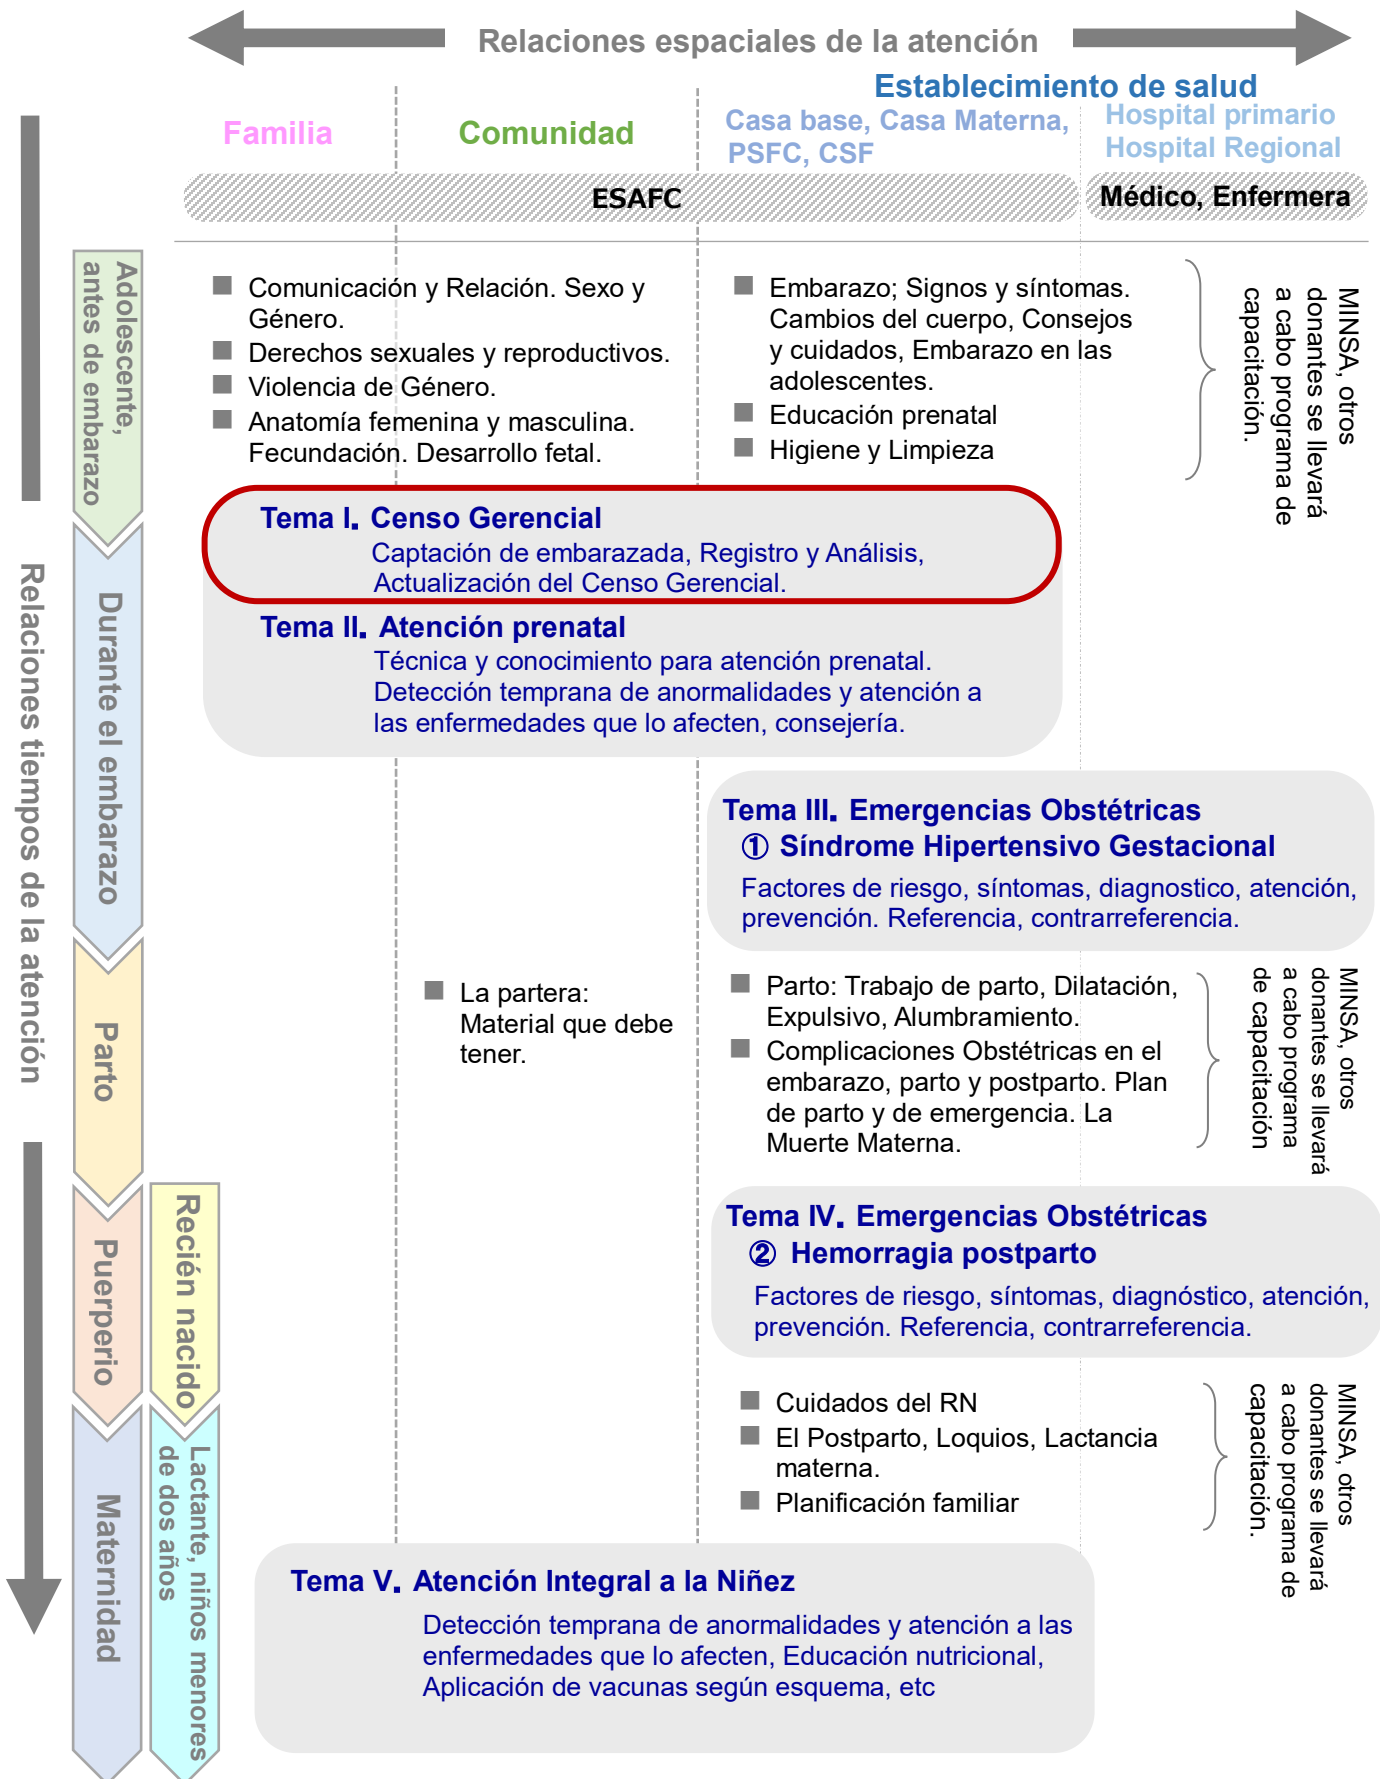 Relaciones espaciales de la atención
Establecimiento de salud
Familia
Comunidad
Casa base, Casa Materna,
PSFC, CSF
Hospital primario
Hospital Regional
ESAFC
Médico, Enfermera
Relaciones tiempos de la atención
Adolescente,
antes de embarazo
■ Comunicación y Relación. Sexo y
Género.
■ Derechos sexuales y reproductivos.
■ Violencia de Género.
■ Anatomía femenina y masculina.
Fecundación. Desarrollo fetal.
■ Embarazo; Signos y síntomas.
Cambios del cuerpo, Consejos
y cuidados, Embarazo en las
adolescentes.
■ Educación prenatal
■ Higiene y Limpieza
MINSA, otros
donantes se llevará
a cabo programa de
capacitación.
Tema I. Censo Gerencial
Captación de embarazada, Registro y Análisis,
Actualización del Censo Gerencial.
Durante el embarazo
Tema II. Atención prenatal
Técnica y conocimiento para atención prenatal.
Detección temprana de anormalidades y atención a
las enfermedades que lo afecten, consejería.
Tema III. Emergencias Obstétricas
① Síndrome Hipertensivo Gestacional
Factores de riesgo, síntomas, diagnostico, atención,
prevención. Referencia, contrarreferencia.
Parto
■ La partera:
Material que debe
tener.
■ Parto: Trabajo de parto, Dilatación,
Expulsivo, Alumbramiento.
■ Complicaciones Obstétricas en el
embarazo, parto y postparto. Plan
de parto y de emergencia. La
Muerte Materna.
MINSA, otros
donantes se llevará
a cabo programa
de capacitación
Puerperio
Recién nacido
Tema IV. Emergencias Obstétricas
② Hemorragia postparto
Factores de riesgo, síntomas, diagnóstico, atención,
prevención. Referencia, contrarreferencia.
■ Cuidados del RN
■ El Postparto, Loquios, Lactancia
materna.
■ Planificación familiar
MINSA, otros
donantes se llevará
a cabo programa de
capacitación.
Maternidad
Lactante, niños menores
de dos años
Tema V. Atención Integral a la Niñez
Detección temprana de anormalidades y atención a las
enfermedades que lo afecten, Educación nutricional,
Aplicación de vacunas según esquema, etc